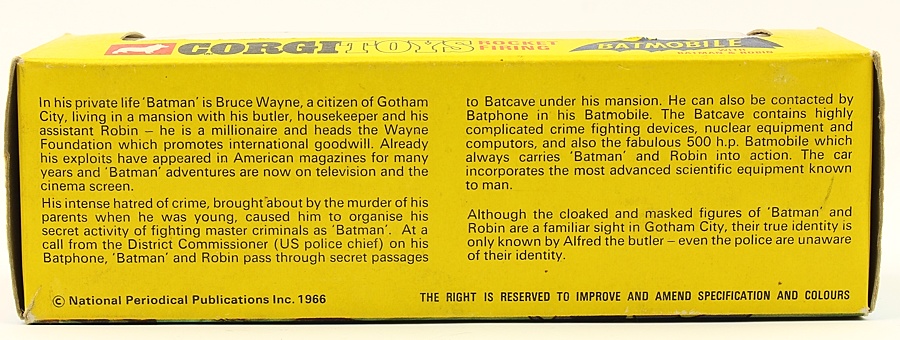 CORGI TOYS ROCKET FIRING BATMOBILE WITH BATMAN & ROBIN
In his private life 'Batman' is Bruce Wayne, a citizen of Gotham
City, living in a mansion with his butler, housekeeper and his
assistant Robin – he is a millionaire and heads the Wayne
Foundation which promotes international goodwill. Already
his exploits have appeared in American magazines for many
years and 'Batman' adventures are now on television and the
cinema screen.
His intense hatred of crime, brought about by the murder of his
parents when he was young, caused him to organise his
secret activity of fighting master criminals as 'Batman'. At a
call from the District Commissioner (US police chief) on his
Batphone, 'Batman' and Robin pass through secret passages
to Batcave under his mansion. He can also be contacted by
Batphone in his Batmobile. The Batcave contains highly
complicated crime fighting devices, nuclear equipment and
computors, and also the fabulous 500 h.p. Batmobile which
always carries 'Batman' and Robin into action. The car
incorporates the most advanced scientific equipment known
to man.
Although the cloaked and masked figures of 'Batman' and
Robin are a familiar sight in Gotham City, their true identity is
only known by Alfred the butler – even the police are unaware
of their identity.
© National Periodical Publications Inc. 1966
THE RIGHT IS RESERVED TO IMPROVE AND AMEND SPECIFICATION AND COLOURS